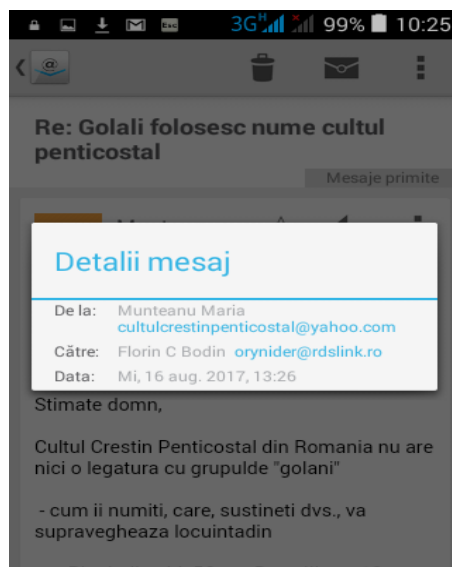 Esc 3G H 99% 10:25
Re: Golali folosesc nume cultul
penticostal
Mesaje primite
Detalii mesaj
De la: Munteanu Maria
cultulcrestinpenticostal@yahoo.com
Către: Florin C Bodin orynider@rdslink.ro
Data: Mi, 16 aug. 2017, 13:26
Stimate domn,
Cultul Crestin Penticostal din Romania nu are
nici o legatura cu grupulde "golani"
- cum ii numiti, care, sustineti dvs., va
supravegheaza locuintadin